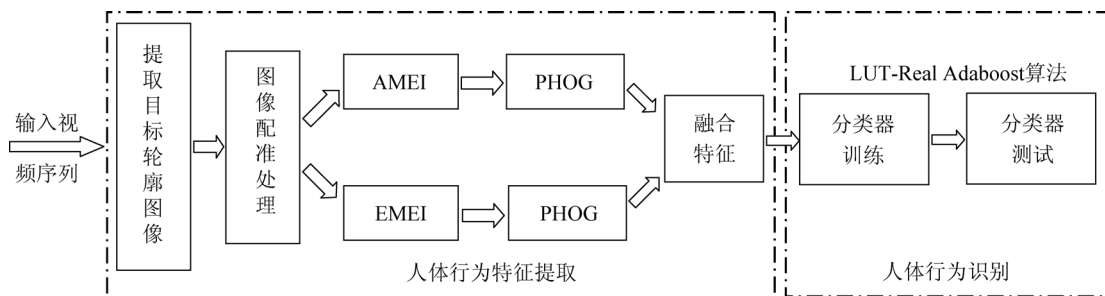 输入视
频序列
提取目标轮廓图像
图像配准处理
AMEI
PHOG
EMEI
PHOG
融合
特征
人体行为特征提取
LUT-Real Adaboost算法
分类器
训练
分类器
测试
人体行为识别